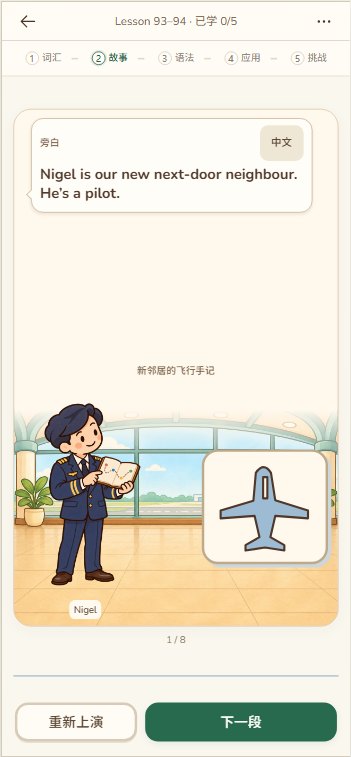 Lesson 93–94 · 已学 0/5
1 词汇 – 2 故事 – 3 语法 – 4 应用 – 5 挑战
旁白
中文
Nigel is our new next-door neighbour.
He's a pilot.
新邻居的飞行手记
Nigel
1 / 8
重新上演
下一段